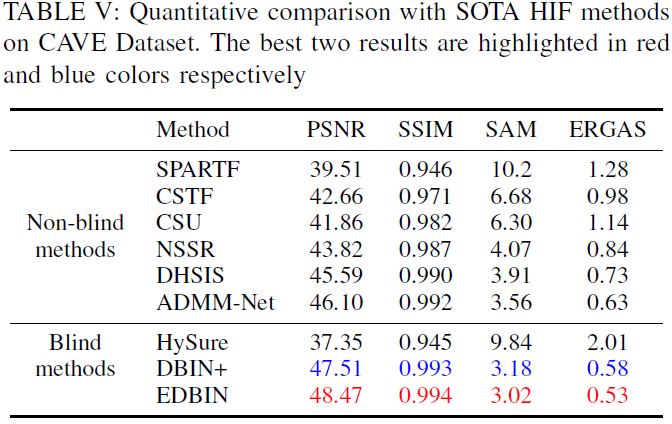 TABLE V: Quantitative comparison with SOTA HIF methods
on CAVE Dataset. The best two results are highlighted in red
and blue colors respectively
Method PSNR SSIM SAM ERGAS
SPARTF 39.51 0.946 10.2 1.28
CSTF 42.66 0.971 6.68 0.98
Non-blind CSU 41.86 0.982 6.30 1.14
methods NSSR 43.82 0.987 4.07 0.84
DHSIS 45.59 0.990 3.91 0.73
ADMM-Net 46.10 0.992 3.56 0.63
Blind HySure 37.35 0.945 9.84 2.01
methods DBIN+ 47.51 0.993 3.18 0.58
EDBIN 48.47 0.994 3.02 0.53